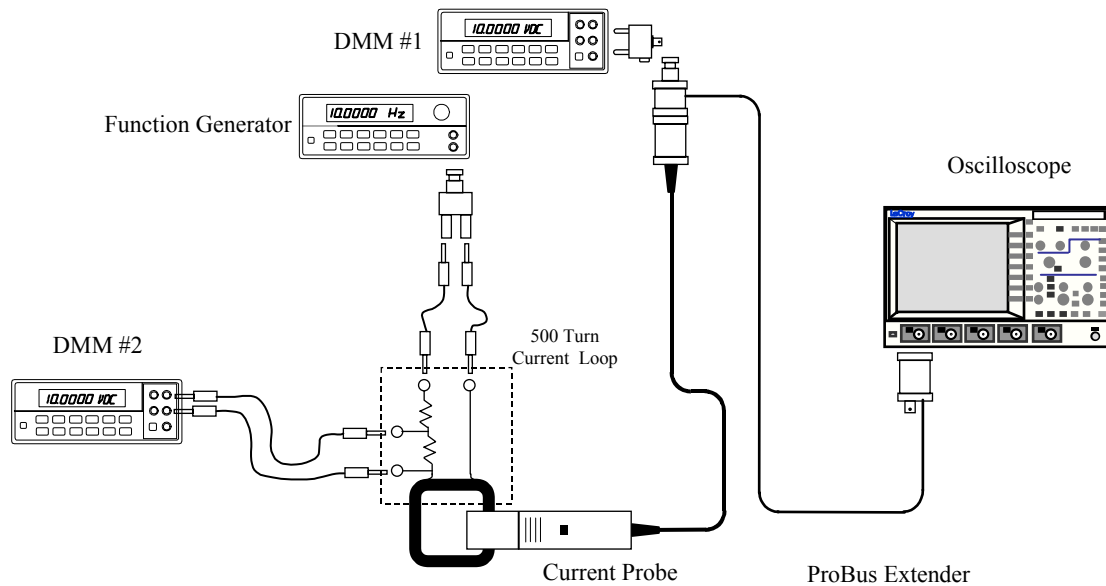 DMM #1
10.0000 VDC
Function Generator
10.0000 Hz
Oscilloscope
LeCroy
500 Turn
Current Loop
DMM #2
10.0000 VDC
Current Probe
ProBus Extender